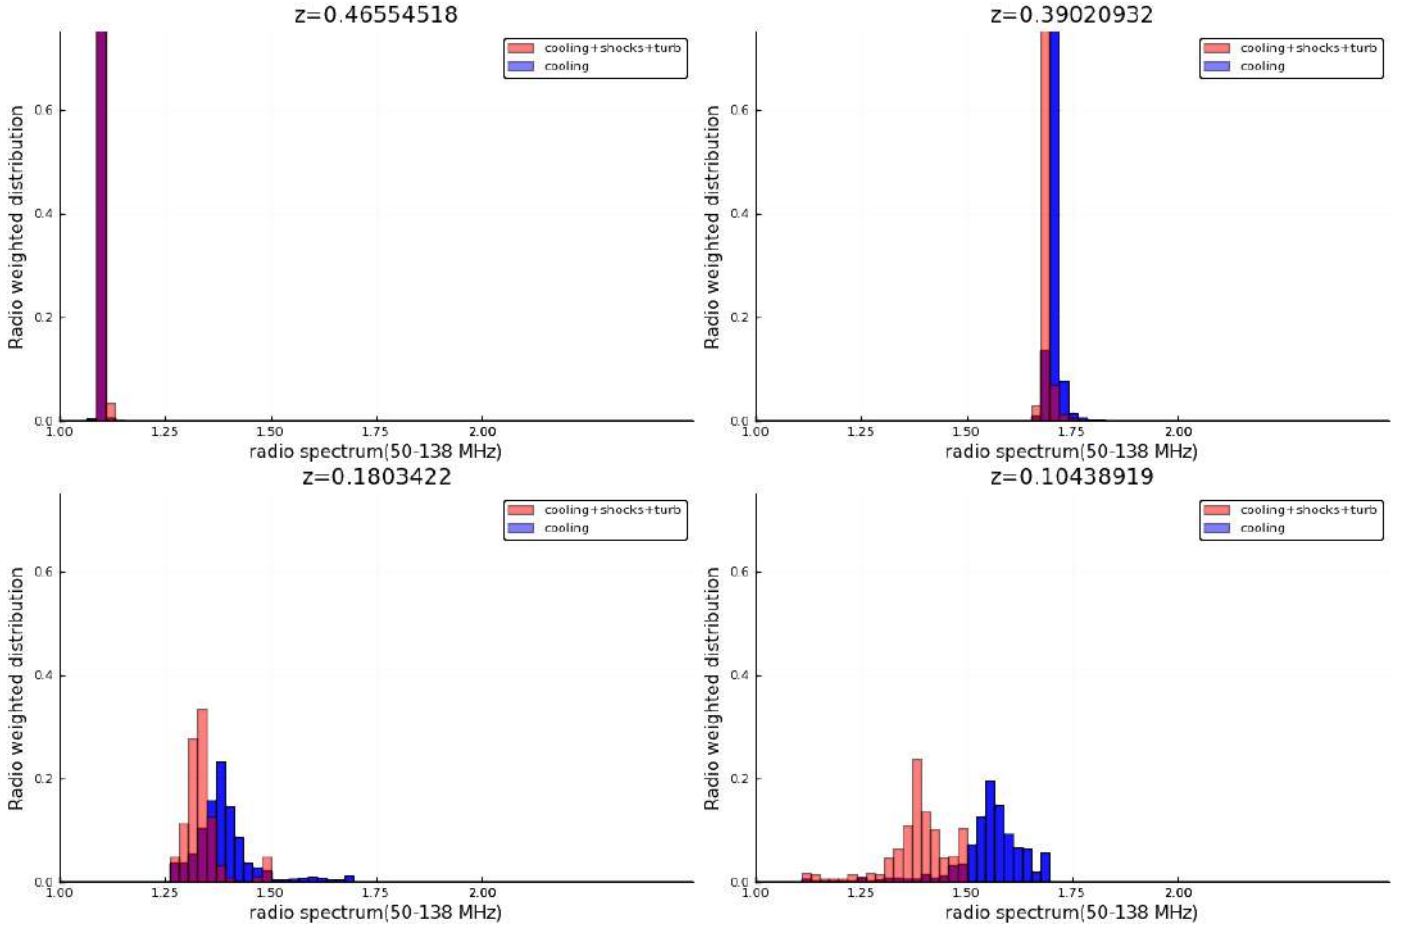 z=0.46554518
Radio weighted distribution
0.6
0.4
0.2
0.0
cooling+shocks+turb
cooling
1.00 1.25 1.50 1.75 2.00
radio spectrum(50-138 MHz)
z=0.39020932
Radio weighted distribution
0.6
0.4
0.2
0.0
cooling+shocks+turb
cooling
1.00 1.25 1.50 1.75 2.00
radio spectrum(50-138 MHz)
z=0.1803422
Radio weighted distribution
0.6
0.4
0.2
0.0
cooling+shocks+turb
cooling
1.00 1.25 1.50 1.75 2.00
radio spectrum(50-138 MHz)
z=0.10438919
Radio weighted distribution
0.6
0.4
0.2
0.0
cooling+shocks+turb
cooling
1.00 1.25 1.50 1.75 2.00
radio spectrum(50-138 MHz)